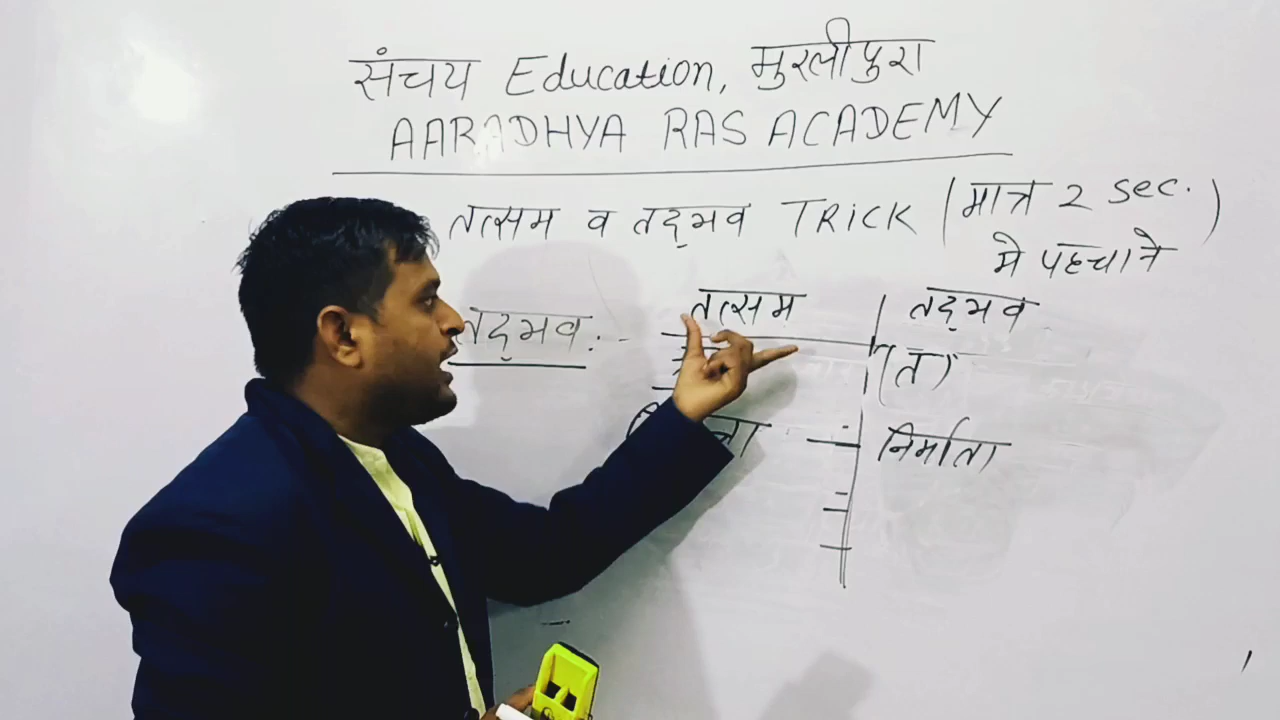 संचय Education, मुरलीपुरा
AARADHYA RAS ACADEMY
तत्सम व तद्भव TRICK (मात्र 2 Sec.)
मे पहचाने
तद्भव :-
तत्सम
तद्भव
(त)
निर्माता